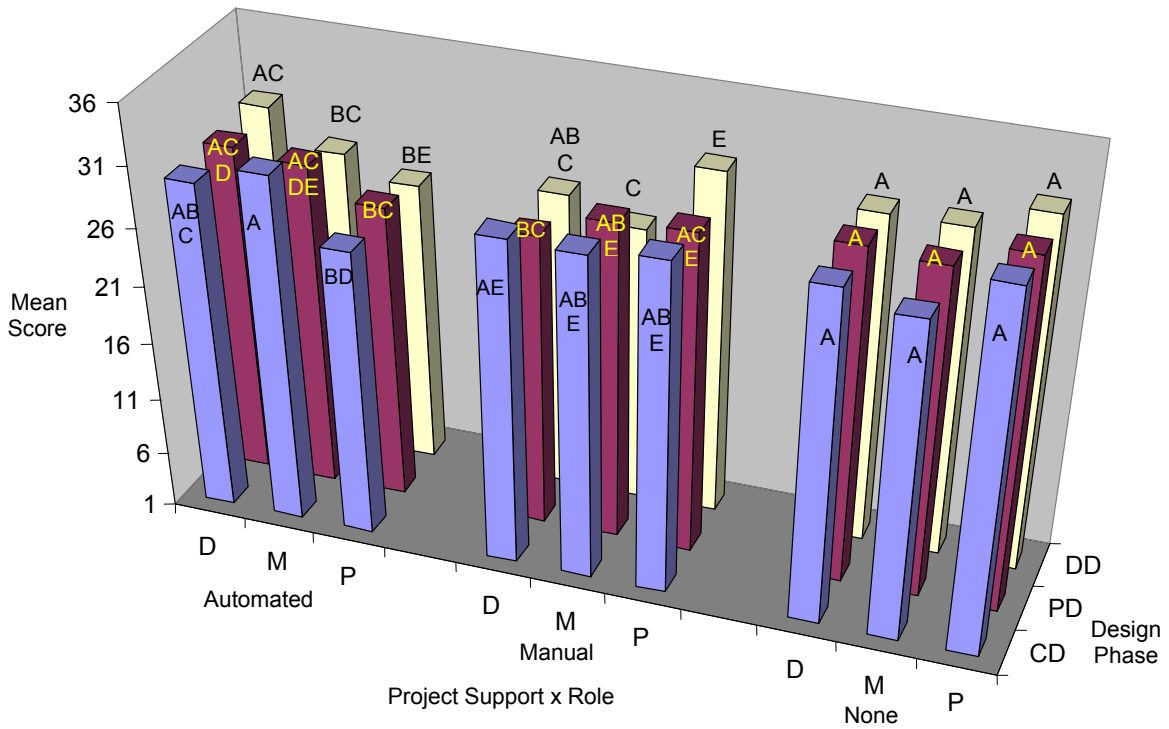 36
31
26
21
16
11
6
1
Mean
Score
AC
BC
BE
AB
C
C
E
A
A
A
AC
D
AC
DE
BC
BC
AB
E
AC
E
A
A
A
AB
C
A
BD
AE
AB
E
AB
E
A
A
A
D
M
P
D
M
P
D
M
P
Automated
Manual
None
Project Support x Role
DD
PD
CD
Design
Phase